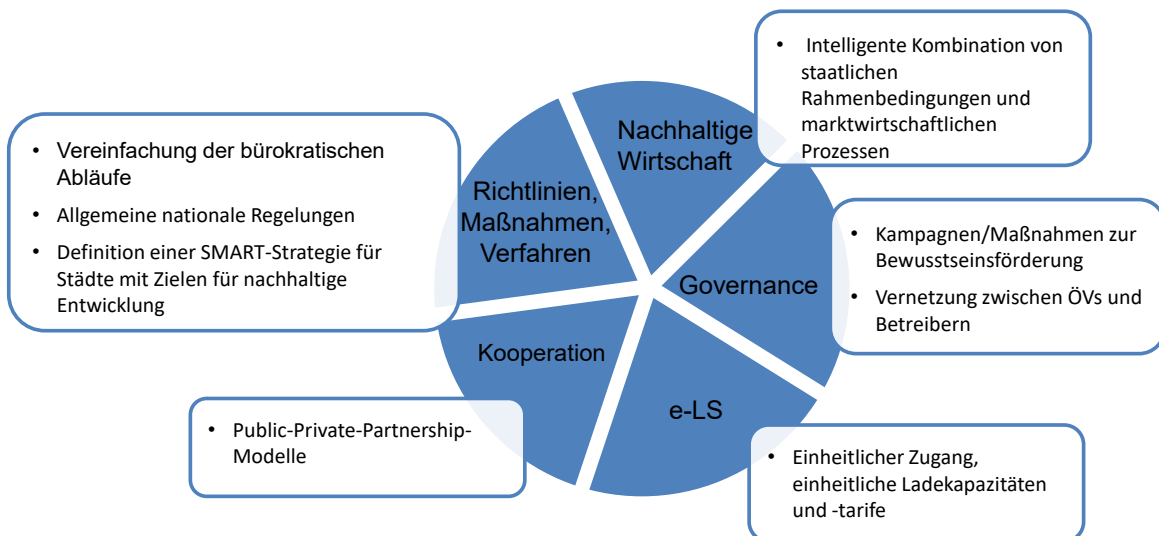 • Intelligente Kombination von
staatlichen
Rahmenbedingungen und
marktwirtschaftlichen
Prozessen
Nachhaltige
Wirtschaft
• Vereinfachung der bürokratischen
Abläufe
• Allgemeine nationale Regelungen
• Definition einer SMART-Strategie für
Städte mit Zielen für nachhaltige
Entwicklung
Richtlinien,
Maßnahmen,
Verfahren
Governance
• Kampagnen/Maßnahmen zur
Bewusstseinsförderung
• Vernetzung zwischen ÖVs und
Betreibern
Kooperation
• Public-Private-Partnership-
Modelle
e-LS
• Einheitlicher Zugang,
einheitliche Ladekapazitäten
und -tarife